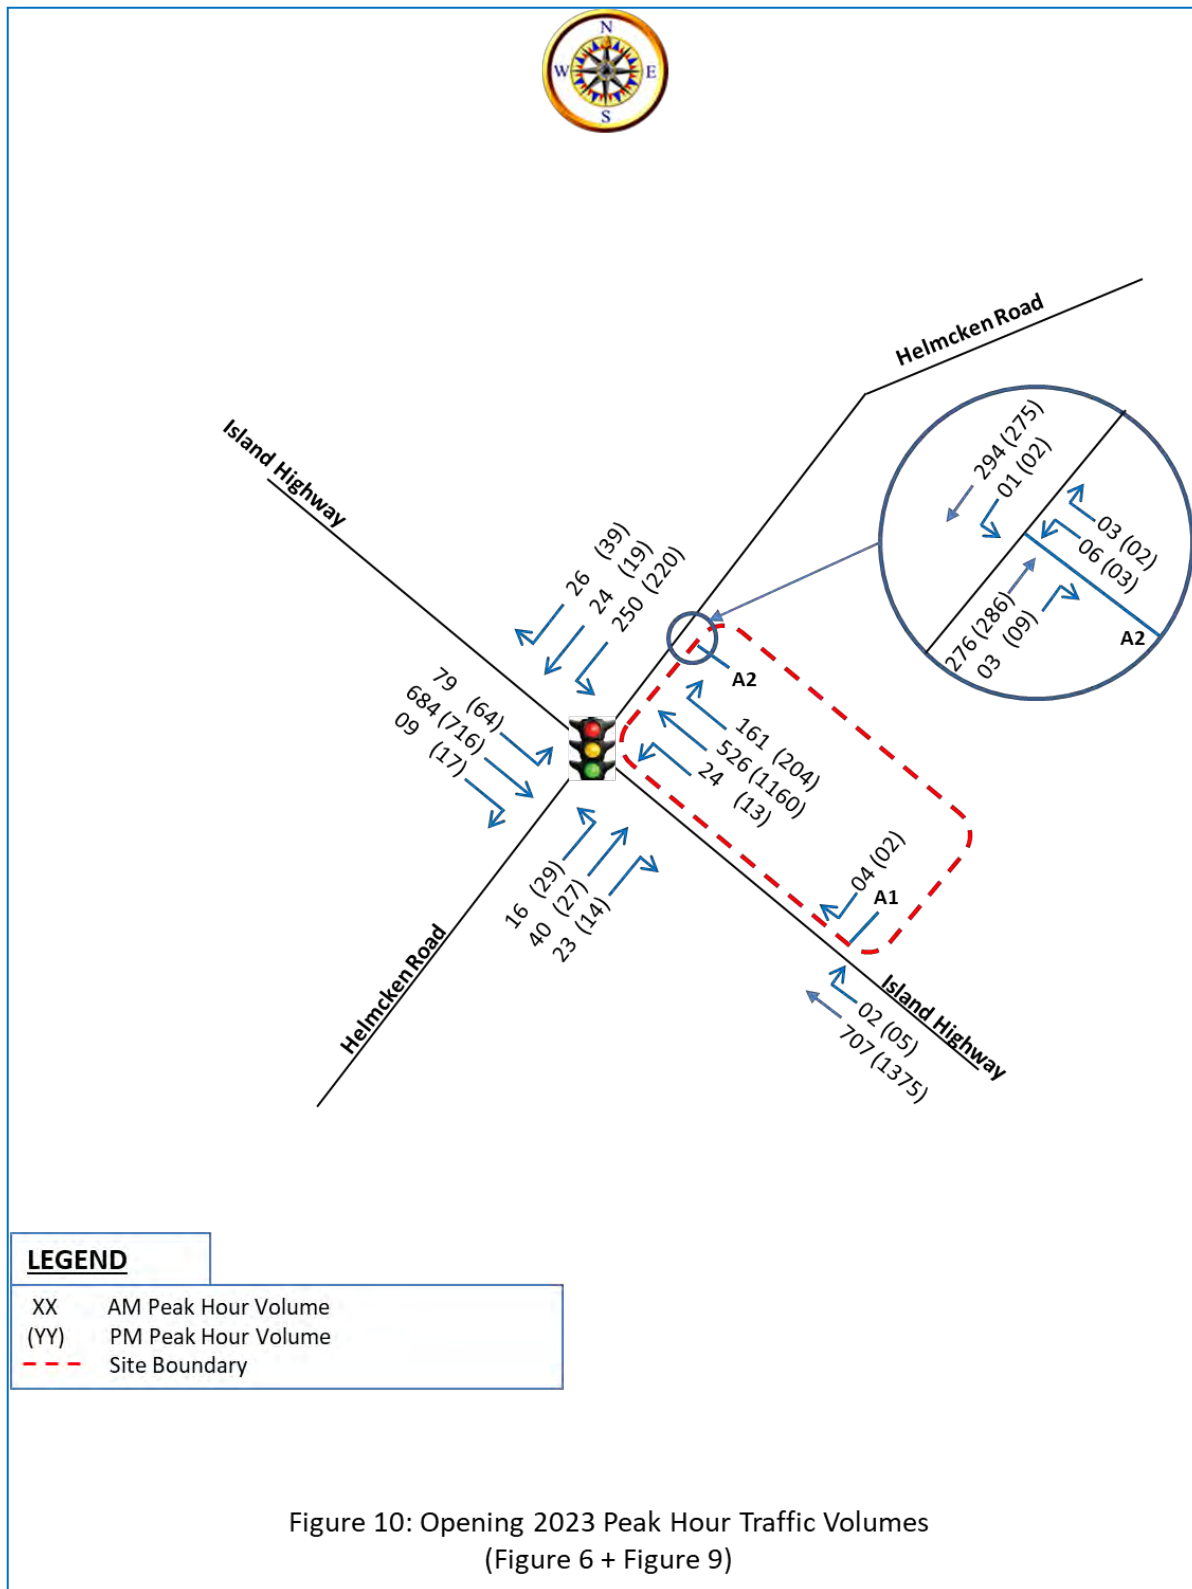 N
W E
S
Helmcken Road
Island Highway
294 (275)
01 (02)
03 (02)
06 (03)
276 (286)
03 (09)
A2
26 (39)
24 (19)
250 (220)
A2
79 (64)
684 (716)
09 (17)
161 (204)
526 (1160)
24 (13)
16 (29)
40 (27)
23 (14)
04 (02)
A1
Helmcken Road
Island Highway
02 (05)
707 (1375)
LEGEND
XX AM Peak Hour Volume
(YY) PM Peak Hour Volume
Site Boundary
Figure 10: Opening 2023 Peak Hour Traffic Volumes
(Figure 6 + Figure 9)